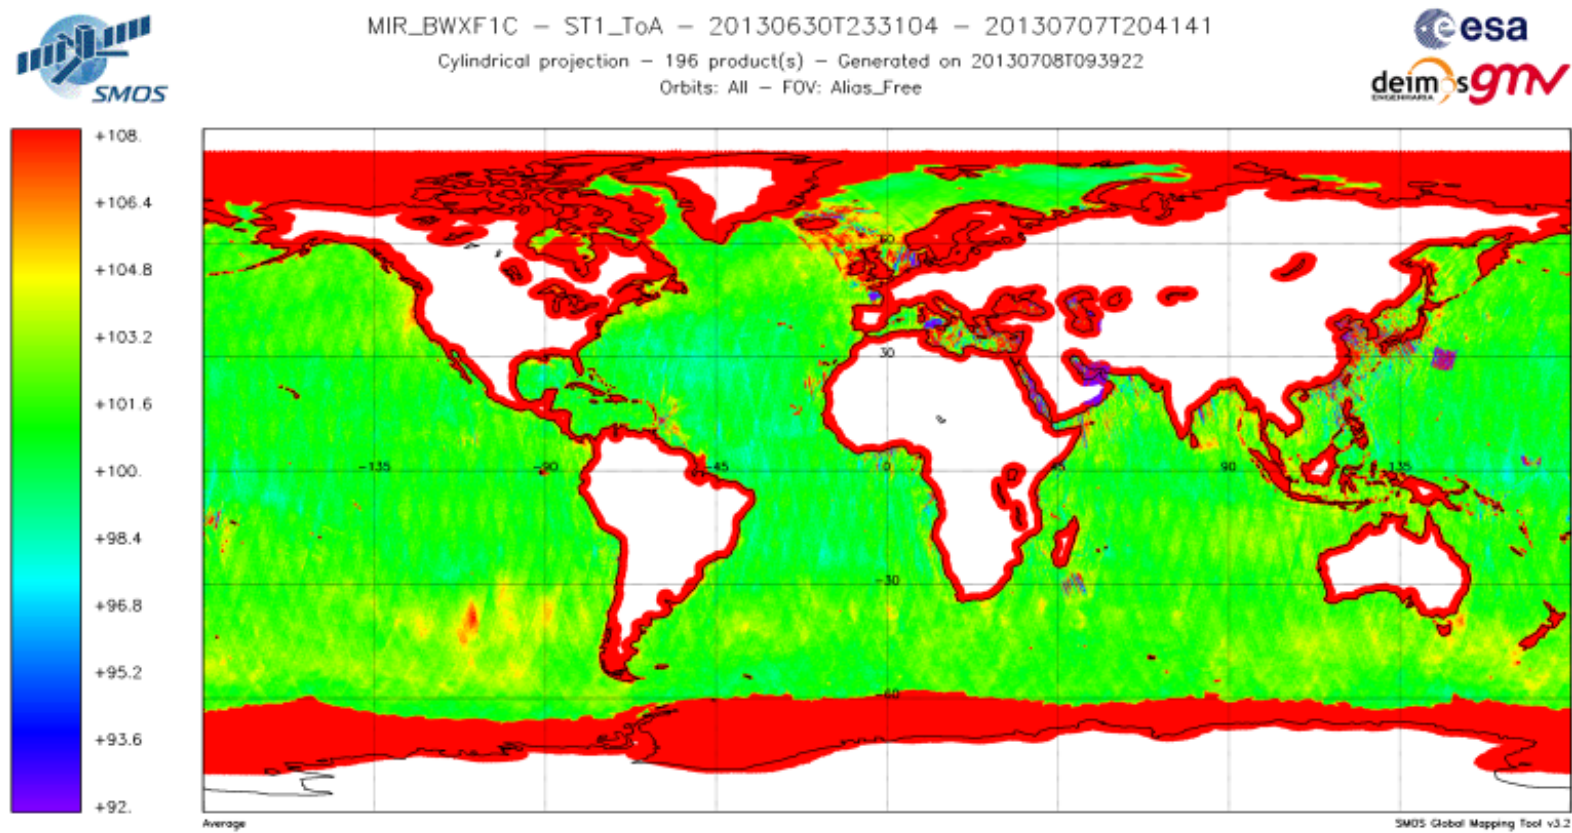 MIR_BWXF1C – ST1_ToA – 20130630T233104 – 20130707T204141
Cylindrical projection – 196 product(s) – Generated on 20130708T093922
Orbits: All – FOV: Alias_Free
SMOS
esa
deimos gmv
ENGENHARIA
+108.
+106.4
+104.8
+103.2
+101.6
+100.
+98.4
+96.8
+95.2
+93.6
+92.
60
30
-135
-90
-45
0
45
90
135
-30
-60
Average
SMOS Global Mapping Tool v3.2